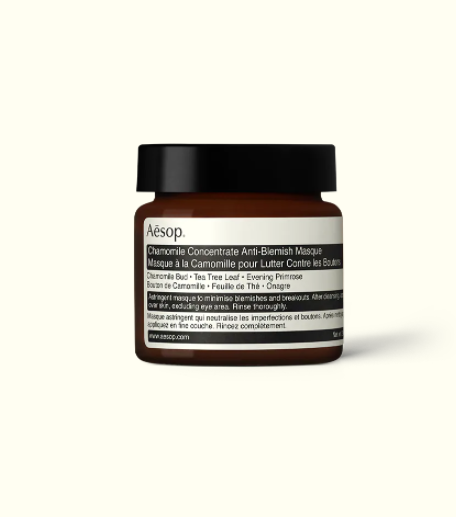 Aēsop.
Chamomile Concentrate Anti-Blemish Masque
Masque à la Camomille pour Lutter Contre les Boutons
Chamomile Bud • Tea Tree Leaf • Evening Primrose
Bouton de Camomille • Feuille de Thé • Onagre
Astringent masque to minimise blemishes and breakouts. After cleansing,
over skin, excluding eye area. Rinse thoroughly.
Masque astringent qui neutralise les imperfections et boutons. Après
appliquez en fine couche. Rincez complètement.
www.aesop.com